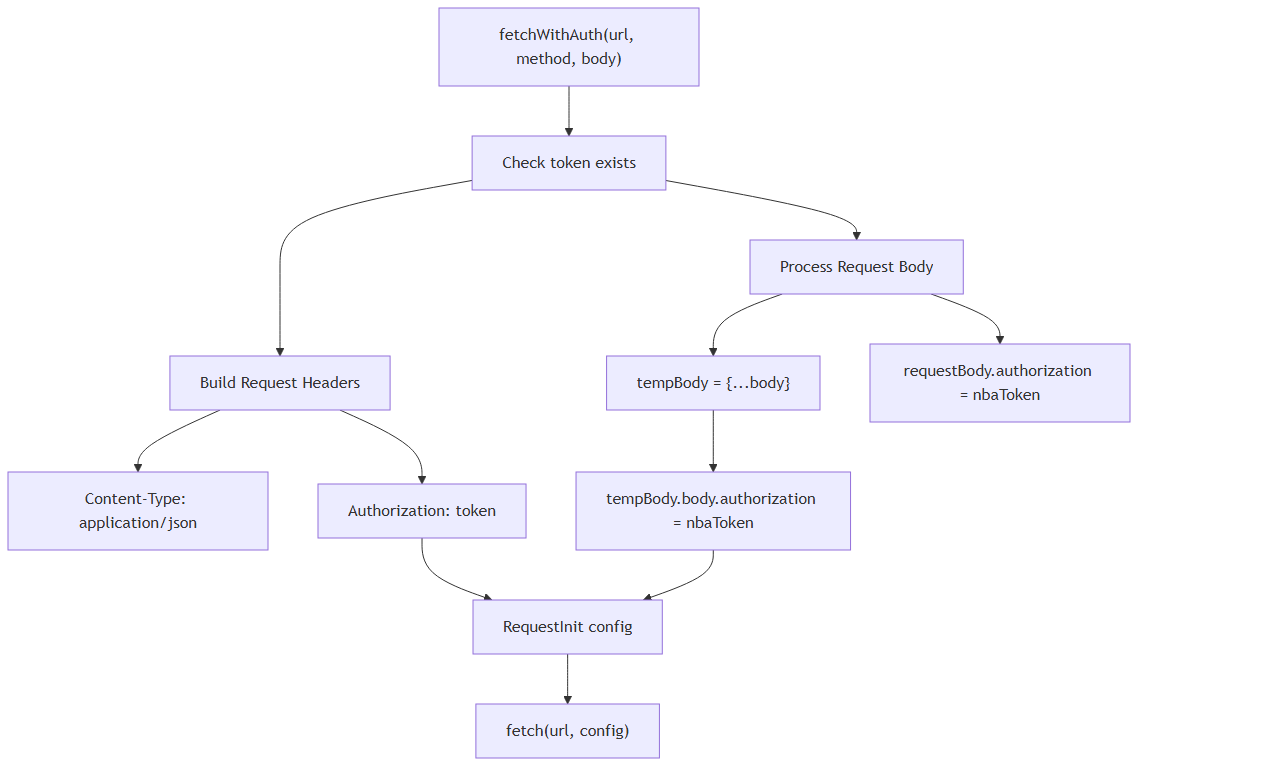 fetchWithAuth(url,
method, body)
Check token exists
Process Request Body
Build Request Headers
tempBody = {...body}
requestBody.authorization
= nbaToken
Content-Type:
application/json
Authorization: token
tempBody.body.authorization
= nbaToken
RequestInit config
fetch(url, config)